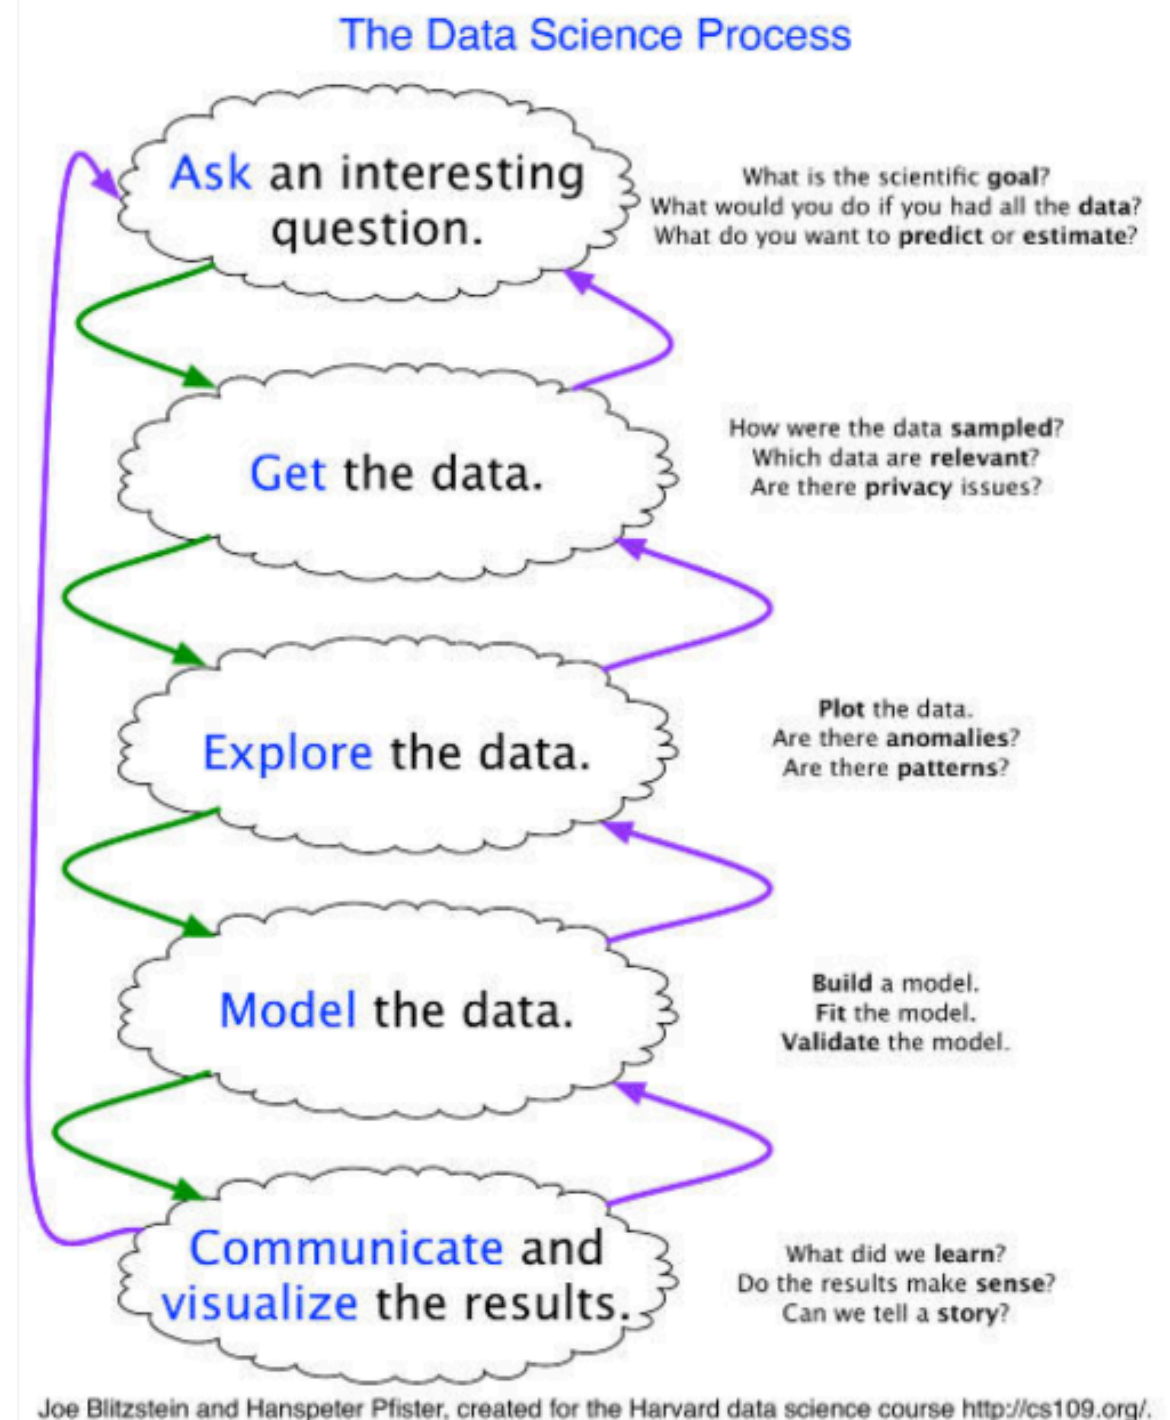 The Data Science Process
Ask an interesting
question.
What is the scientific goal?
What would you do if you had all the data?
What do you want to predict or estimate?
Get the data.
How were the data sampled?
Which data are relevant?
Are there privacy issues?
Explore the data.
Plot the data.
Are there anomalies?
Are there patterns?
Model the data.
Build a model.
Fit the model.
Validate the model.
Communicate and
visualize the results.
What did we learn?
Do the results make sense?
Can we tell a story?
Joe Blitzstein and Hanspeter Pfister, created for the Harvard data science course http://cs109.org/.